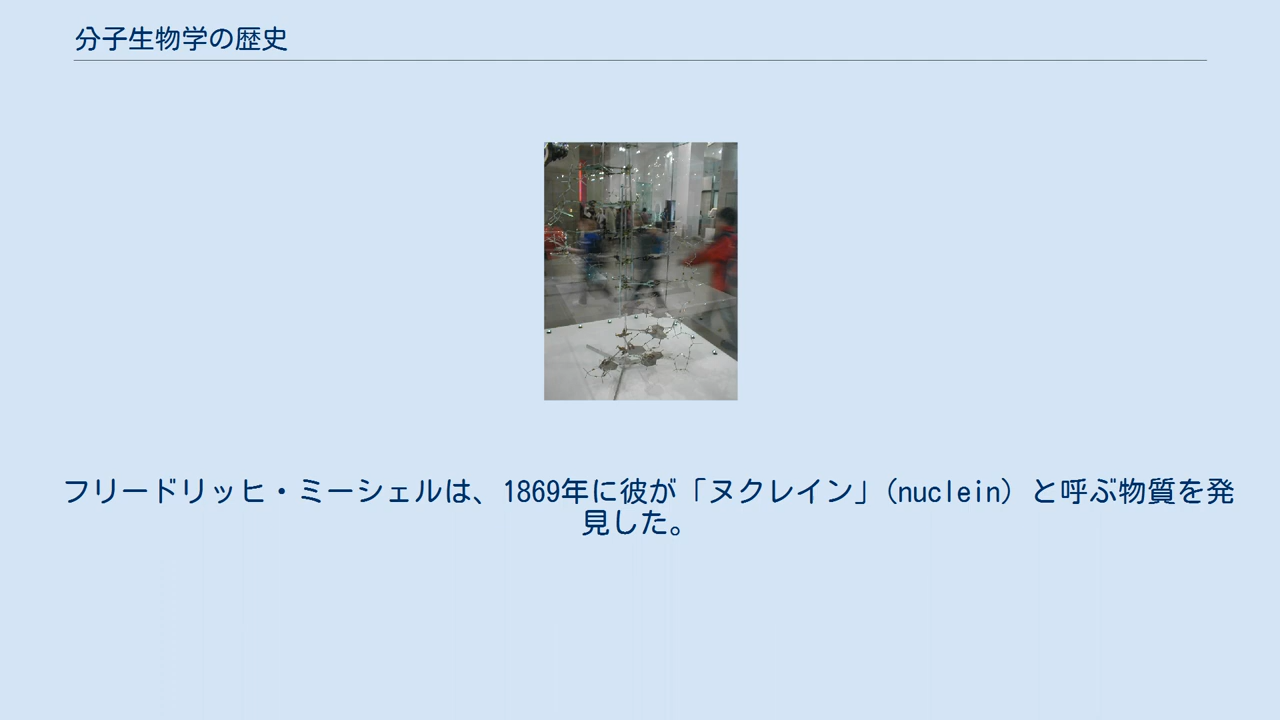 分子生物学の歴史
フリードリッヒ・ミーシェルは、1869年に彼が「ヌクレイン」(nuclein) と呼ぶ物質を発
見した。